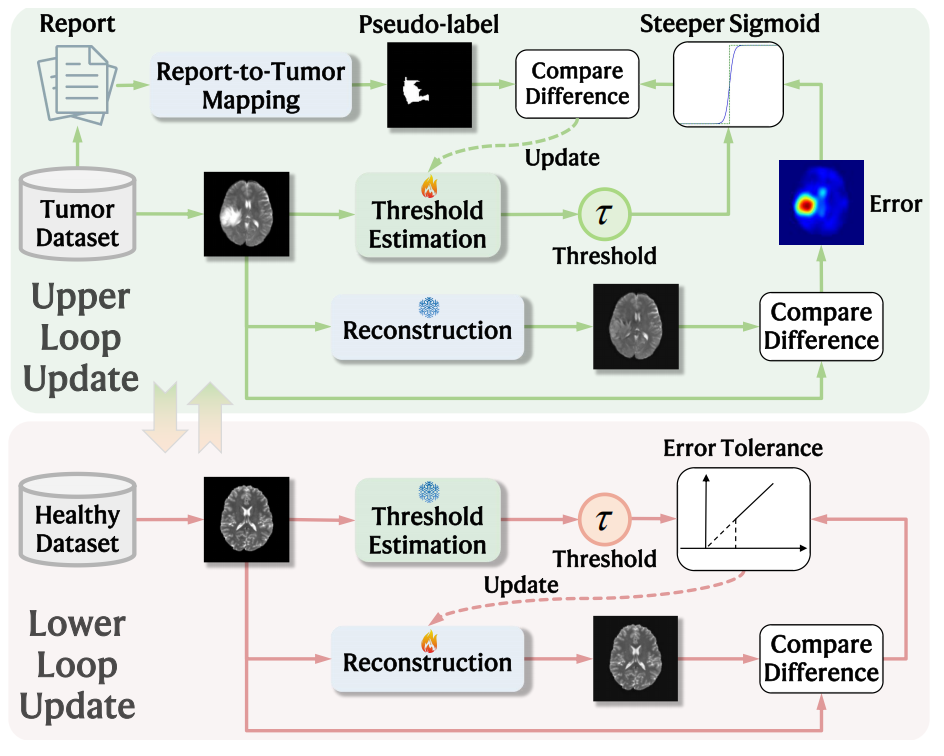 Report
Pseudo-label
Steeper Sigmoid
Report-to-Tumor
Mapping
Compare
Difference
Update
Tumor
Dataset
Threshold
Estimation
τ
Threshold
Error
Upper
Loop
Update
Reconstruction
Compare
Difference
Error Tolerance
Healthy
Dataset
Threshold
Estimation
τ
Threshold
Update
Lower
Loop
Update
Reconstruction
Compare
Difference